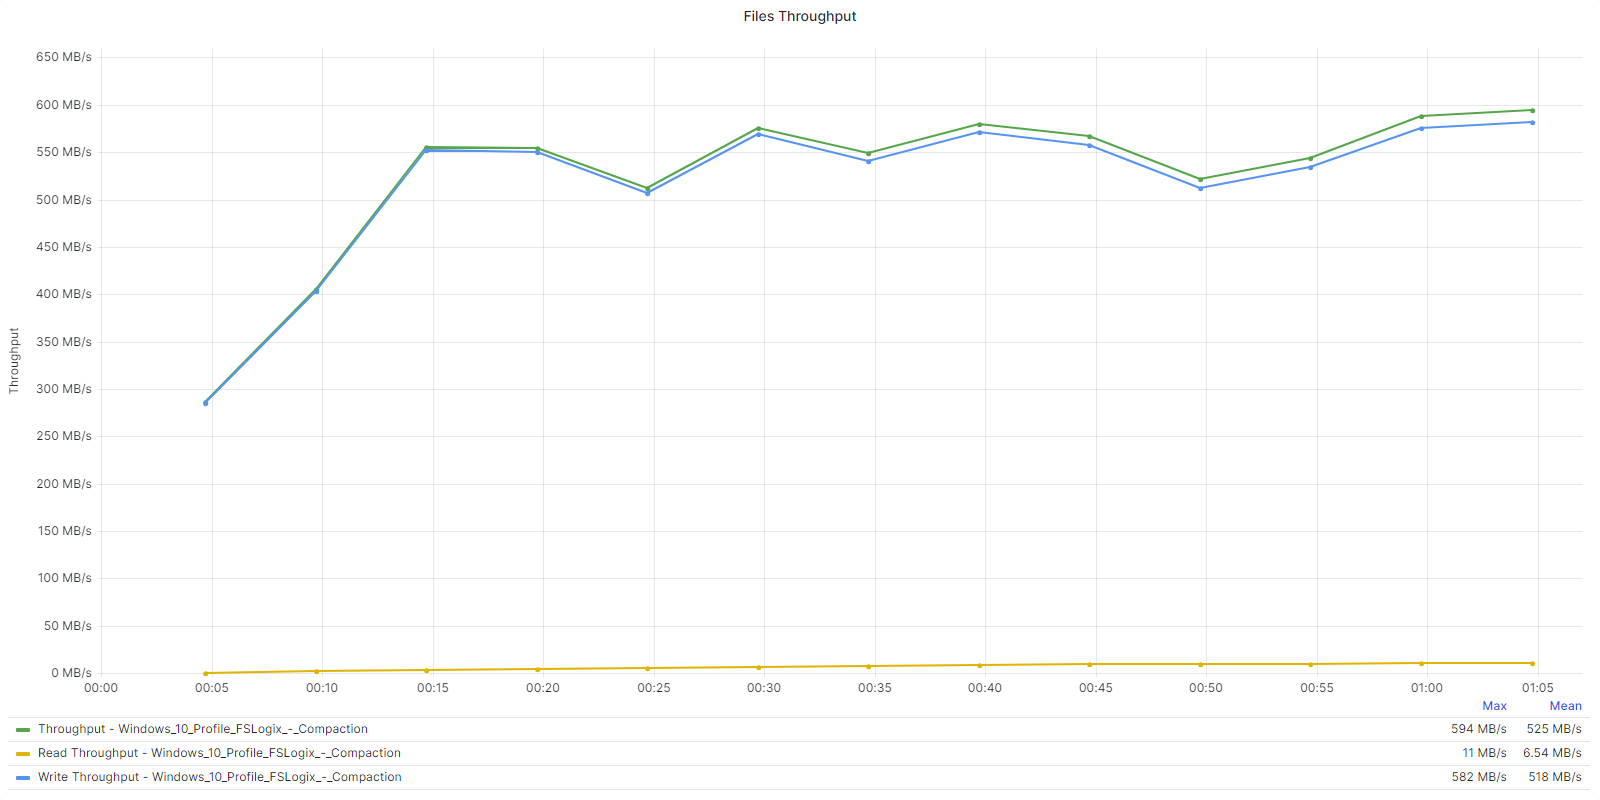 Files Throughput
650 MB/s
600 MB/s
550 MB/s
500 MB/s
450 MB/s
400 MB/s
350 MB/s
300 MB/s
250 MB/s
200 MB/s
150 MB/s
100 MB/s
50 MB/s
0 MB/s
Throughput
00:00 00:05 00:10 00:15 00:20 00:25 00:30 00:35 00:40 00:45 00:50 00:55 01:00 01:05
Max Mean
Throughput - Windows_10_Profile_FSLogix_-_Compaction 594 MB/s 525 MB/s
Read Throughput - Windows_10_Profile_FSLogix_-_Compaction 11 MB/s 6.54 MB/s
Write Throughput - Windows_10_Profile_FSLogix_-_Compaction 582 MB/s 518 MB/s